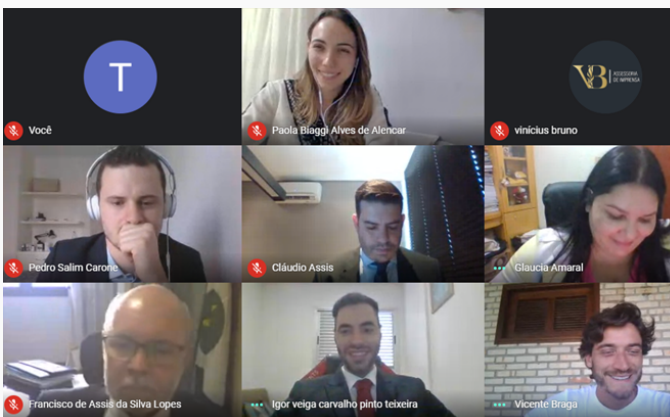 T
Você
Paola Biaggi Alves de Alencar
VB
ASSESSORIA
DE IMPRENSA
vinícius bruno
Pedro Salim Carone
Cláudio Assis
Glaucia Amaral
Francisco de Assis da Silva Lopes
Igor veiga carvalho pinto teixeira
Vicente Braga